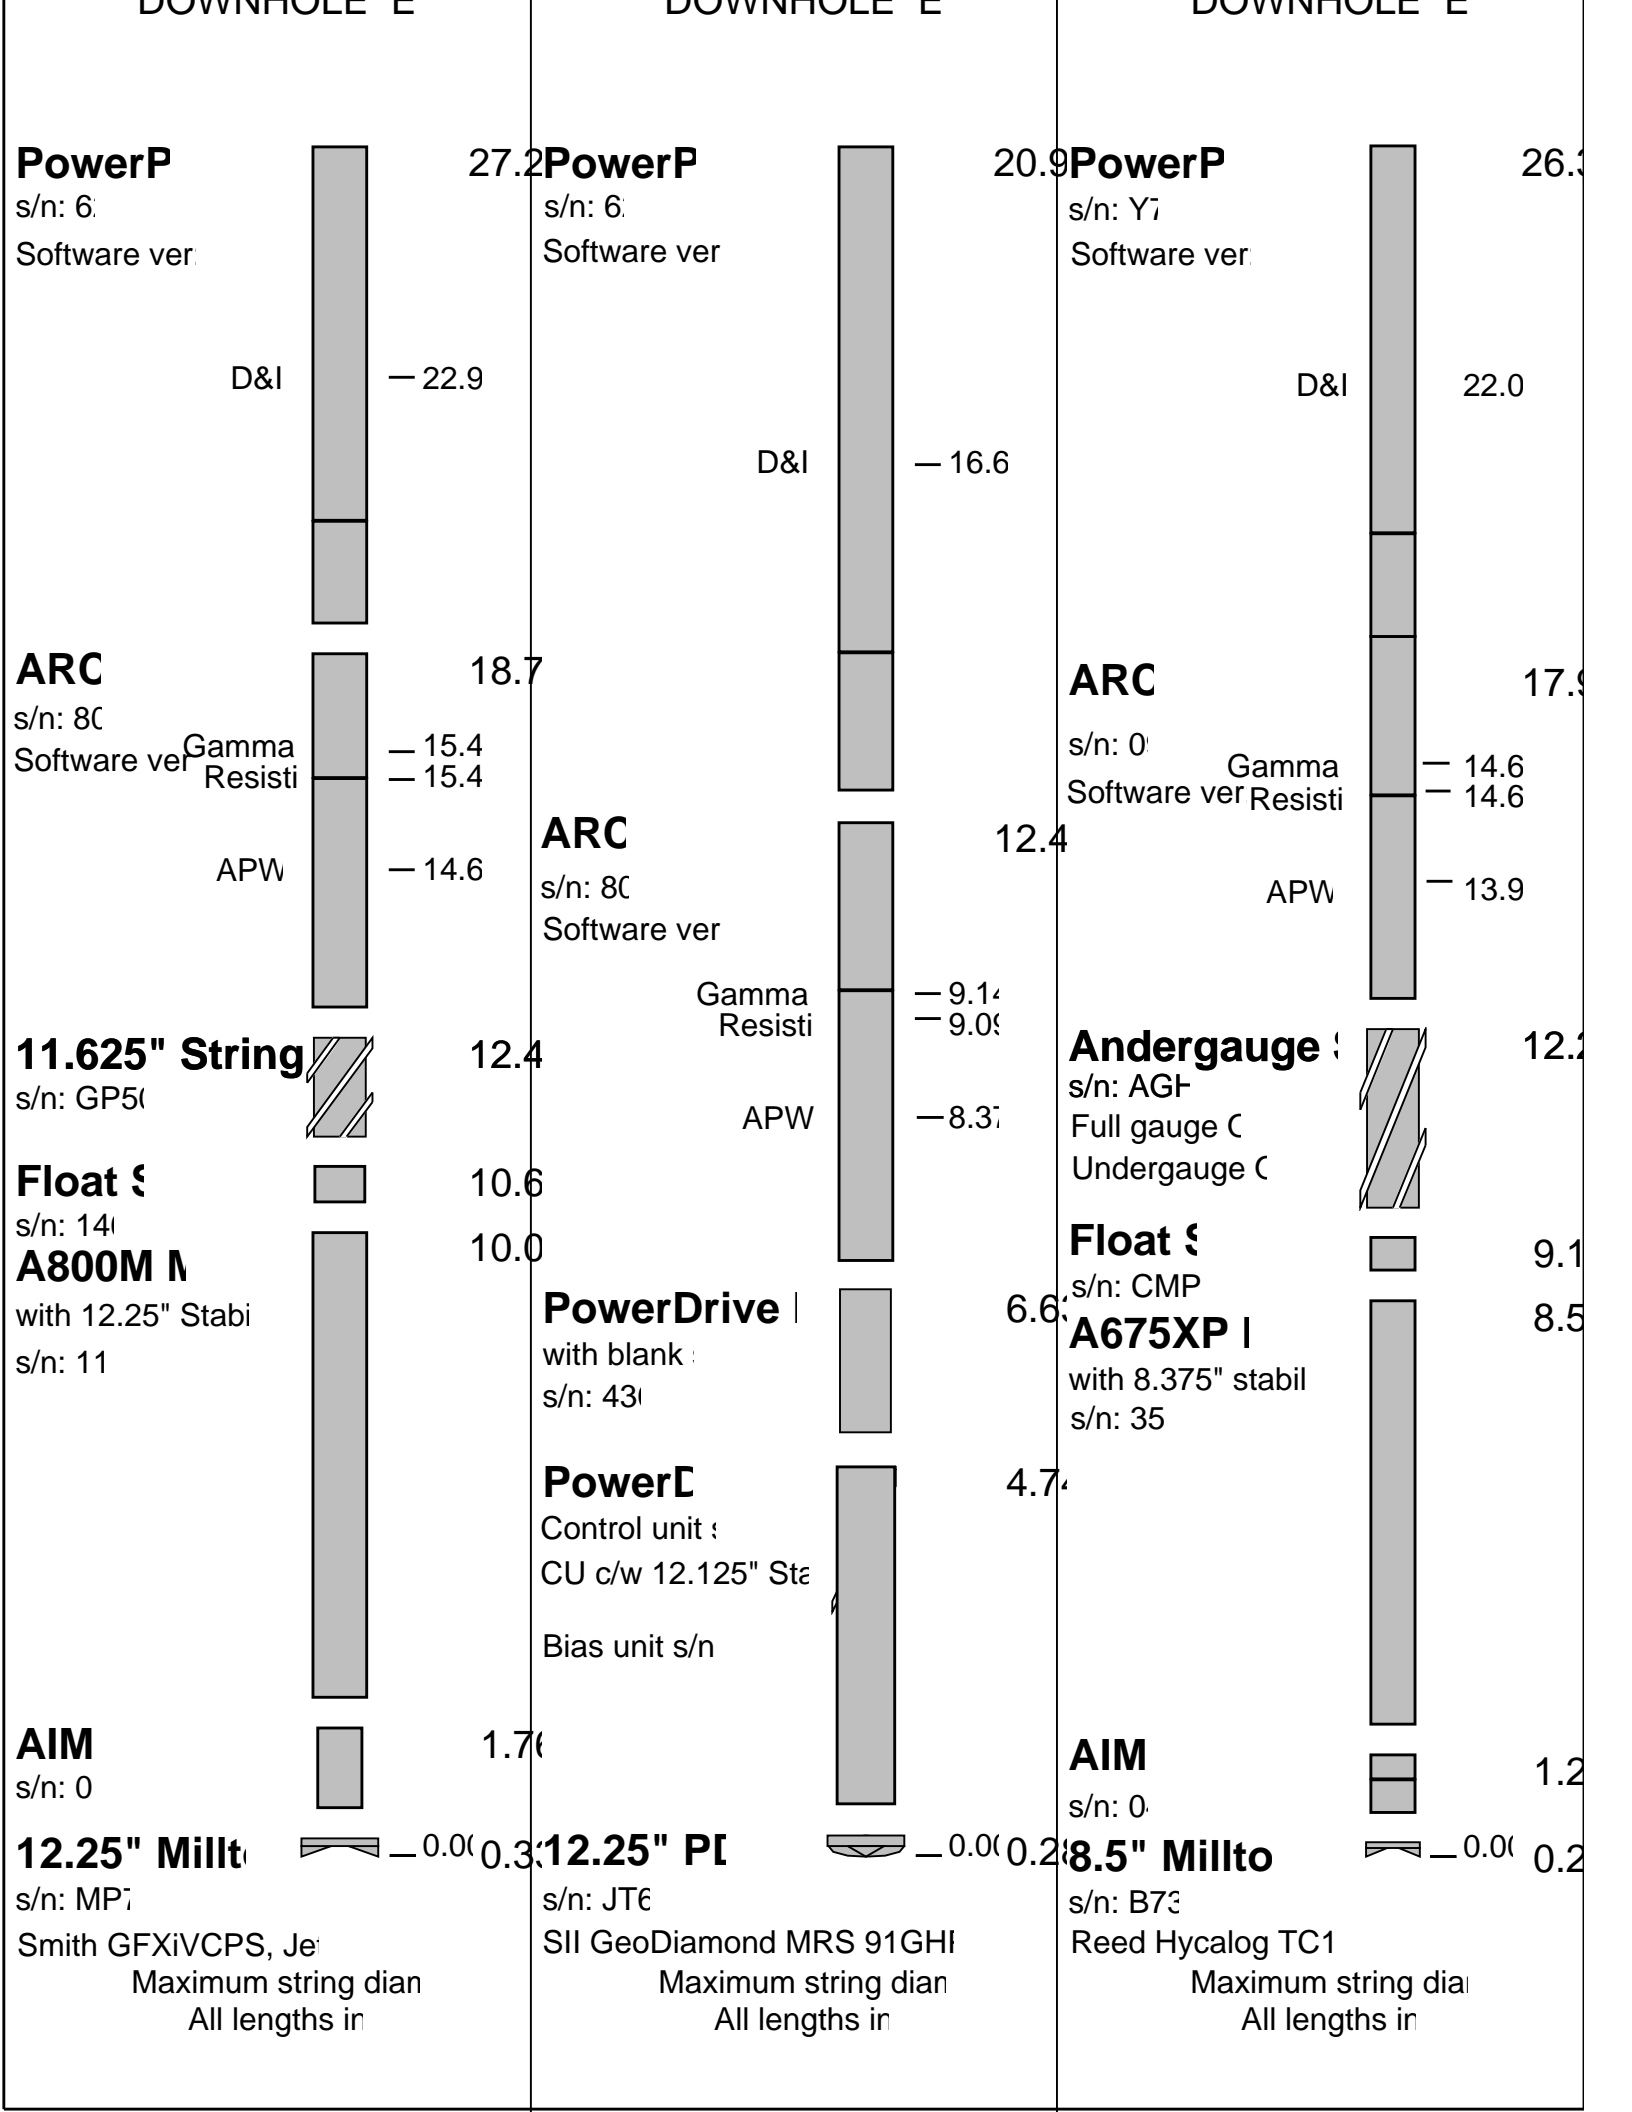 DOWNHOLE E
PowerP 27.2
s/n: 6
Software ver
D&I 22.9
ARC 18.7
s/n: 80
Software ver
Gamma 15.4
Resisti 15.4
APW 14.6
11.625" String 12.4
s/n: GP50
Float S 10.6
s/n: 14
A800M M 10.0
with 12.25" Stabi
s/n: 11
AIM 1.76
s/n: 0
12.25" Millt 0.00 0.33
s/n: MP7
Smith GFXiVCPS, Jet
Maximum string diam
All lengths in
DOWNHOLE E
PowerP 20.9
s/n: 6
Software ver
D&I 16.6
ARC 12.4
s/n: 80
Software ver
Gamma 9.14
Resisti 9.09
APW 8.37
PowerDrive 6.63
with blank
s/n: 43
PowerD 4.74
Control unit s
CU c/w 12.125" Sta
Bias unit s/n
12.25" PD 0.00 0.28
s/n: JT6
SII GeoDiamond MRS 91GH
Maximum string diam
All lengths in
DOWNHOLE E
PowerP 26.3
s/n: Y7
Software ver
D&I 22.0
ARC 17.9
s/n: 09
Software ver
Gamma 14.6
Resisti 14.6
APW 13.9
Andergauge S 12.2
s/n: AGH
Full gauge O
Undergauge O
Float S 9.1
s/n: CMP
A675XP 8.5
with 8.375" stabil
s/n: 35
AIM 1.2
s/n: 04
8.5" Millto 0.00 0.2
s/n: B73
Reed Hycalog TC1
Maximum string dia
All lengths in